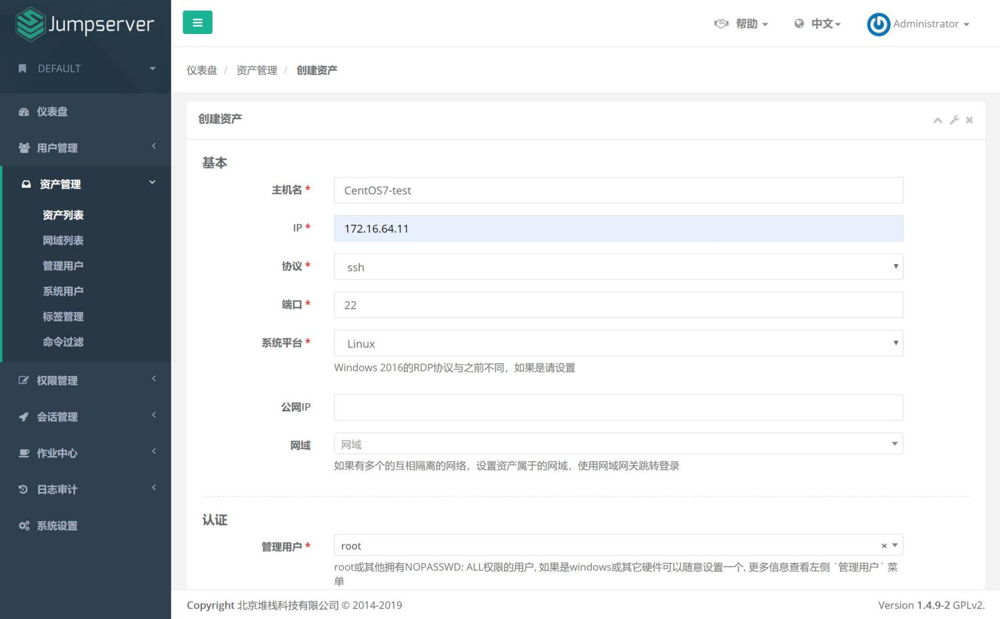 Jumpserver
帮助
中文
Administrator
DEFAULT
仪表盘 / 资产管理 / 创建资产
仪表盘
用户管理
资产管理
资产列表
网域列表
管理用户
系统用户
标签管理
命令过滤
权限管理
会话管理
作业中心
日志审计
系统设置
创建资产
基本
主机名* CentOS7-test
IP* 172.16.64.11
协议* ssh
端口* 22
系统平台* Linux
Windows 2016的RDP协议与之前不同，如果是请设置
公网IP
网域 网域
如果有多个的互相隔离的网络，设置资产属于的网域，使用网域网关跳转登录
认证
管理用户* root ×
root或其他拥有NOPASSWD: ALL权限的用户, 如果是windows或其它硬件可以随意设置一个, 更多信息查看左侧 `管理用户` 菜
单
Copyright 北京堆栈科技有限公司 © 2014-2019
Version 1.4.9-2 GPLv2.